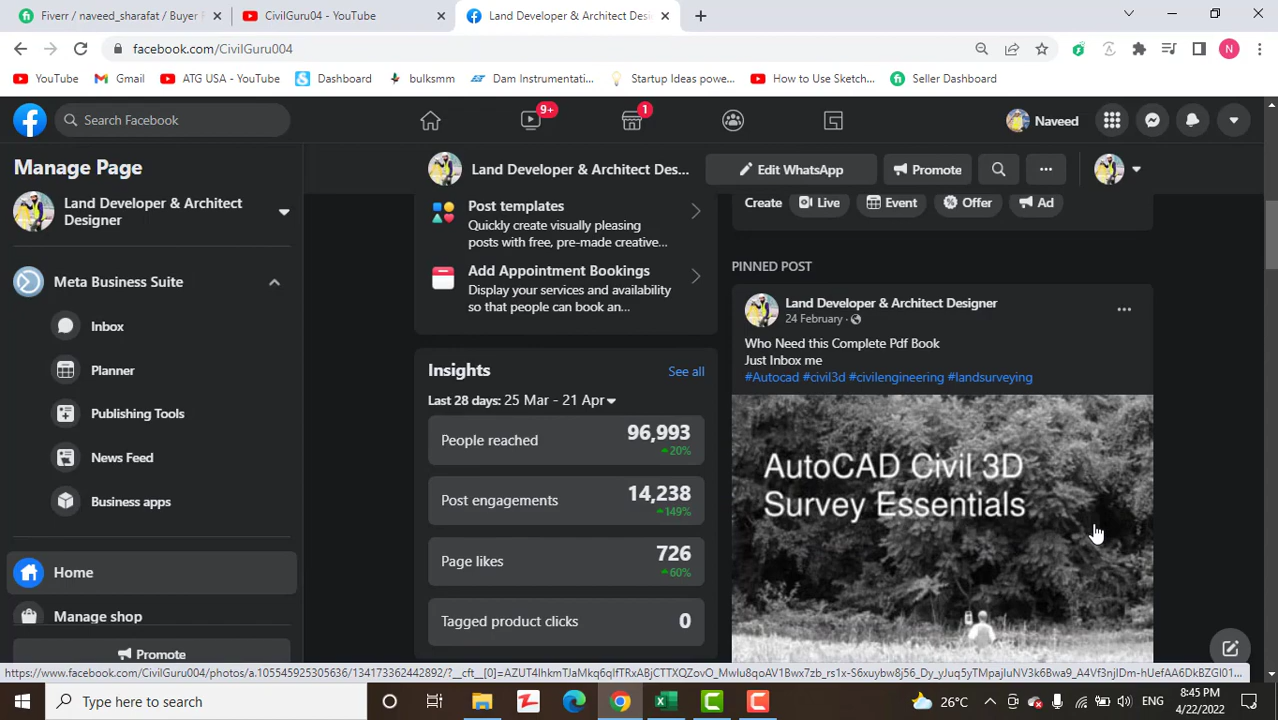 Fiverr / naveed_sharafat / Buyer
CivilGuru04 - YouTube
Land Developer & Architect Desi
facebook.com/CivilGuru004
N
YouTube
Gmail
ATG USA - YouTube
Dashboard
bulksmm
Dam Instrumentati...
Startup Ideas powe...
How to Use Sketch...
Seller Dashboard
Search Facebook
9+
1
Naveed
Manage Page
Land Developer & Architect
Designer
Meta Business Suite
Inbox
Planner
Publishing Tools
News Feed
Business apps
Home
Manage shop
Promote
Land Developer & Architect Des...
Edit WhatsApp
Promote
Post templates
Quickly create visually pleasing
posts with free, pre-made creative...
Add Appointment Bookings
Display your services and availability
so that people can book an...
Insights
See all
Last 28 days: 25 Mar - 21 Apr
People reached
96,993
20%
Post engagements
14,238
149%
Page likes
726
60%
Tagged product clicks
0
Create
Live
Event
Offer
Ad
PINNED POST
Land Developer & Architect Designer
24 February
Who Need this Complete Pdf Book
Just Inbox me
#Autocad #civil3d #civilengineering #landsurveying
AutoCAD Civil 3D
Survey Essentials
Type here to search
26°C
ENG
8:45 PM
4/22/2022